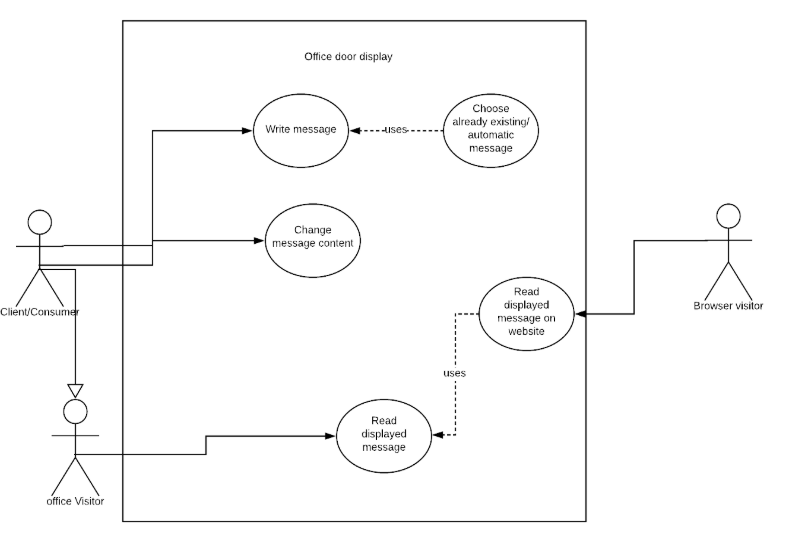 Office door display
Write message
uses
Choose
already existing/
automatic
message
Change
message content
Client/Consumer
Read
displayed
message on
website
Browser visitor
uses
Read
displayed
message
office Visitor